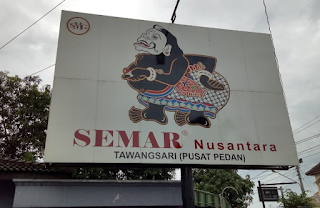 SEMAR® Nusantara
TAWANGSARI (PUSAT PEDAN)